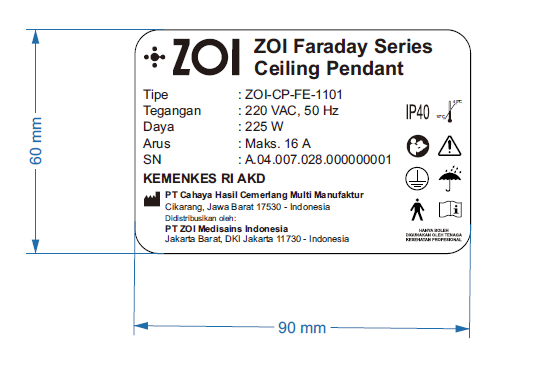 ZOI
ZOI Faraday Series
Ceiling Pendant
Tipe : ZOI-CP-FE-1101
Tegangan : 220 VAC, 50 Hz
Daya : 225 W
Arus : Maks. 16 A
SN : A.04.007.028.000000001
KEMENKES RI AKD
PT Cahaya Hasil Cemerlang Multi Manufaktur
Cikarang, Jawa Barat 17530 - Indonesia
Didistribusikan oleh:
PT ZOI Medisains Indonesia
Jakarta Barat, DKI Jakarta 11730 - Indonesia
IP40
HANYA BOLEH
DIGUNAKAN OLEH TENAGA
KESEHATAN PROFESIONAL
60 mm
90 mm